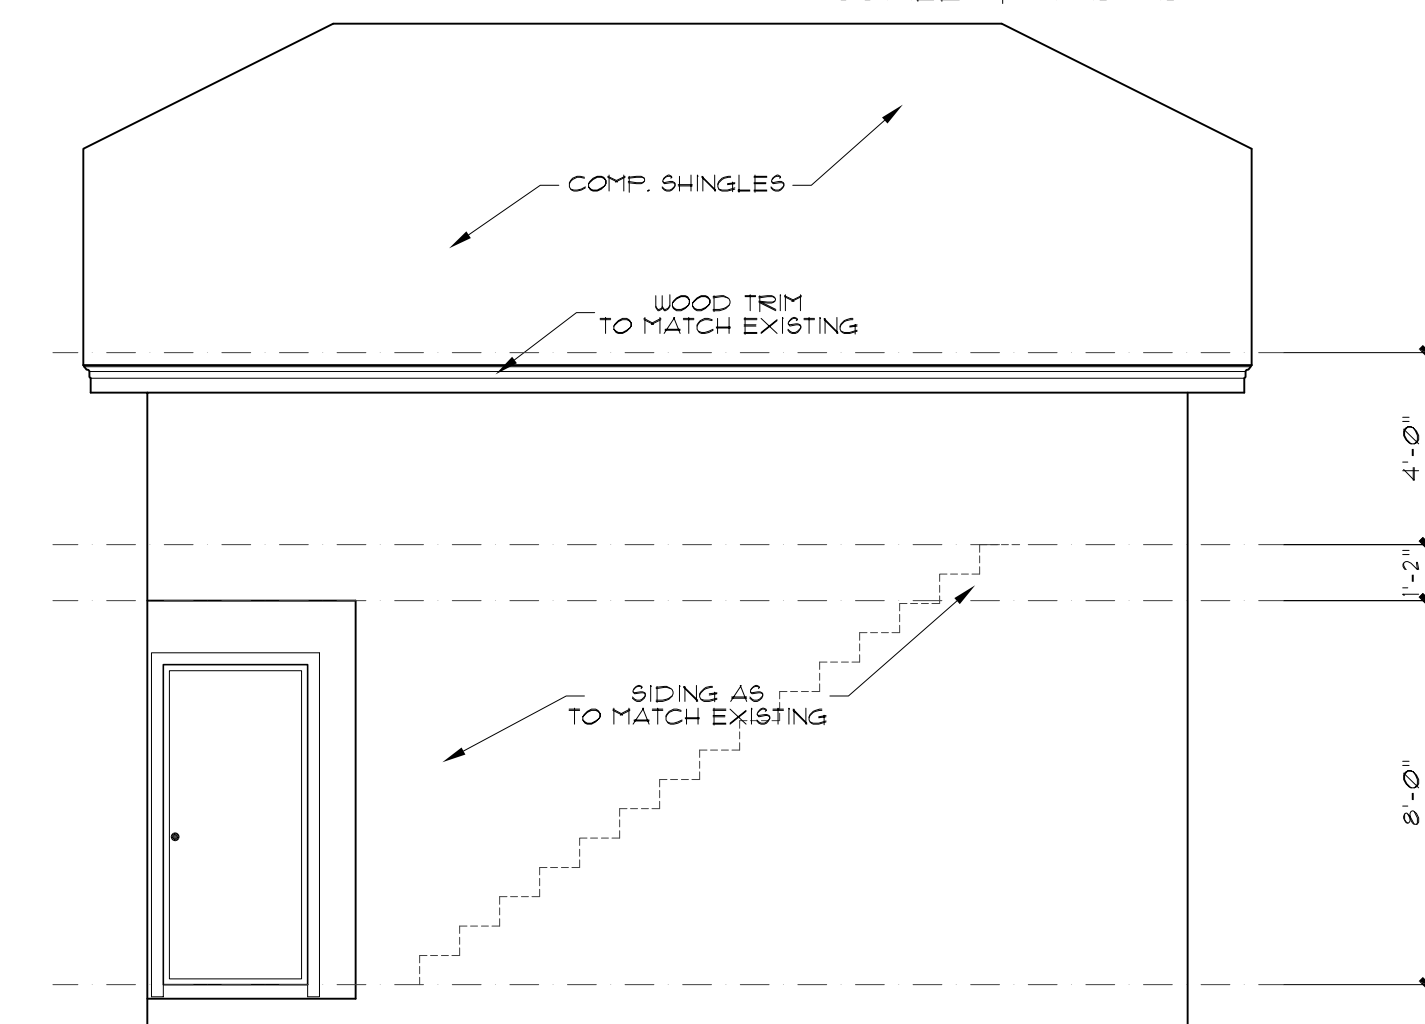 COMP. SHINGLES
WOOD TRIM
TO MATCH EXISTING
4'-0"
1'-2"
SIDING AS
TO MATCH EXISTING
8'-0"